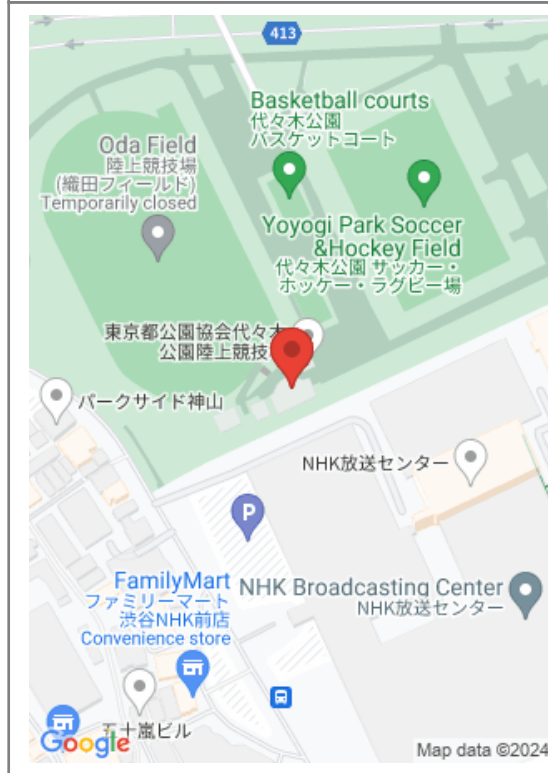 413
Basketball courts
代々木公園
バスケットコート
Oda Field
陸上競技場
(織田フィールド)
Temporarily closed
Yoyogi Park Soccer
&Hockey Field
代々木公園 サッカー・
ホッケー・ラグビー場
東京都公園協会代々木
公園陸上競技
パークサイド神山
NHK放送センター
P
FamilyMart
ファミリーマート
渋谷NHK前店
Convenience store
NHK Broadcasting Center
NHK放送センター
五十嵐ビル
Google
Map data ©2024